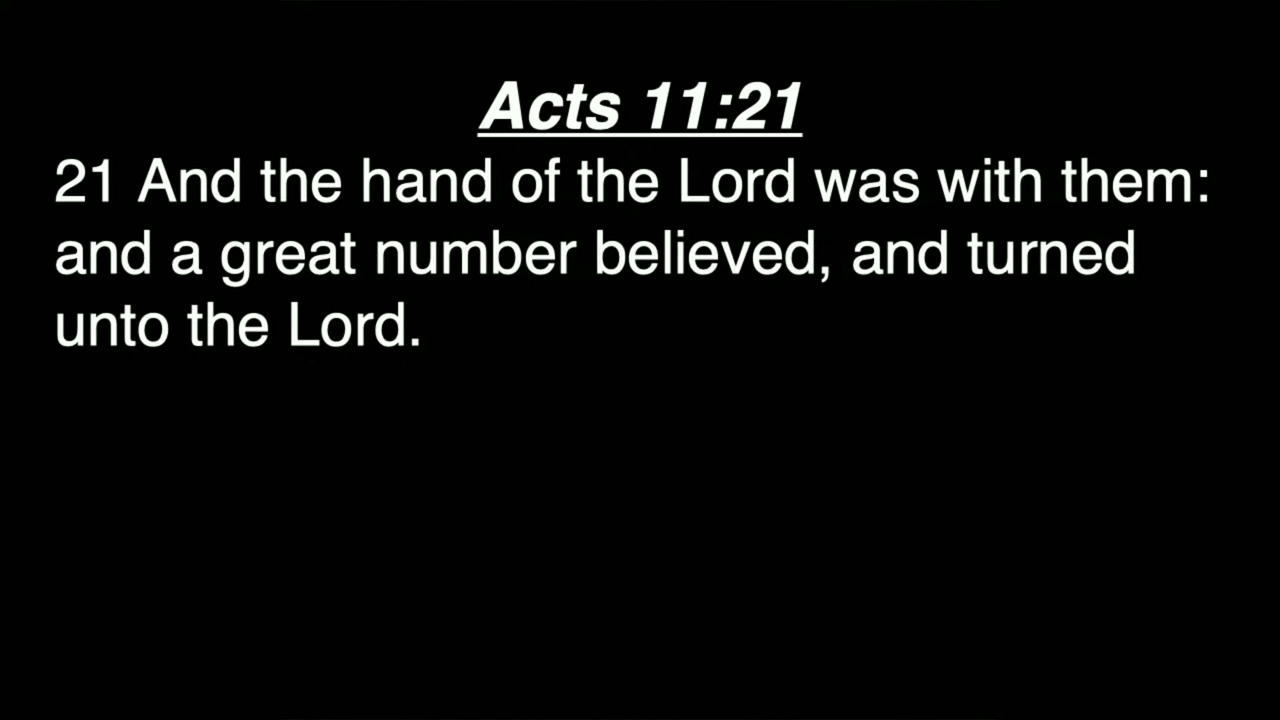 Acts 11:21
21 And the hand of the Lord was with them:
and a great number believed, and turned
unto the Lord.